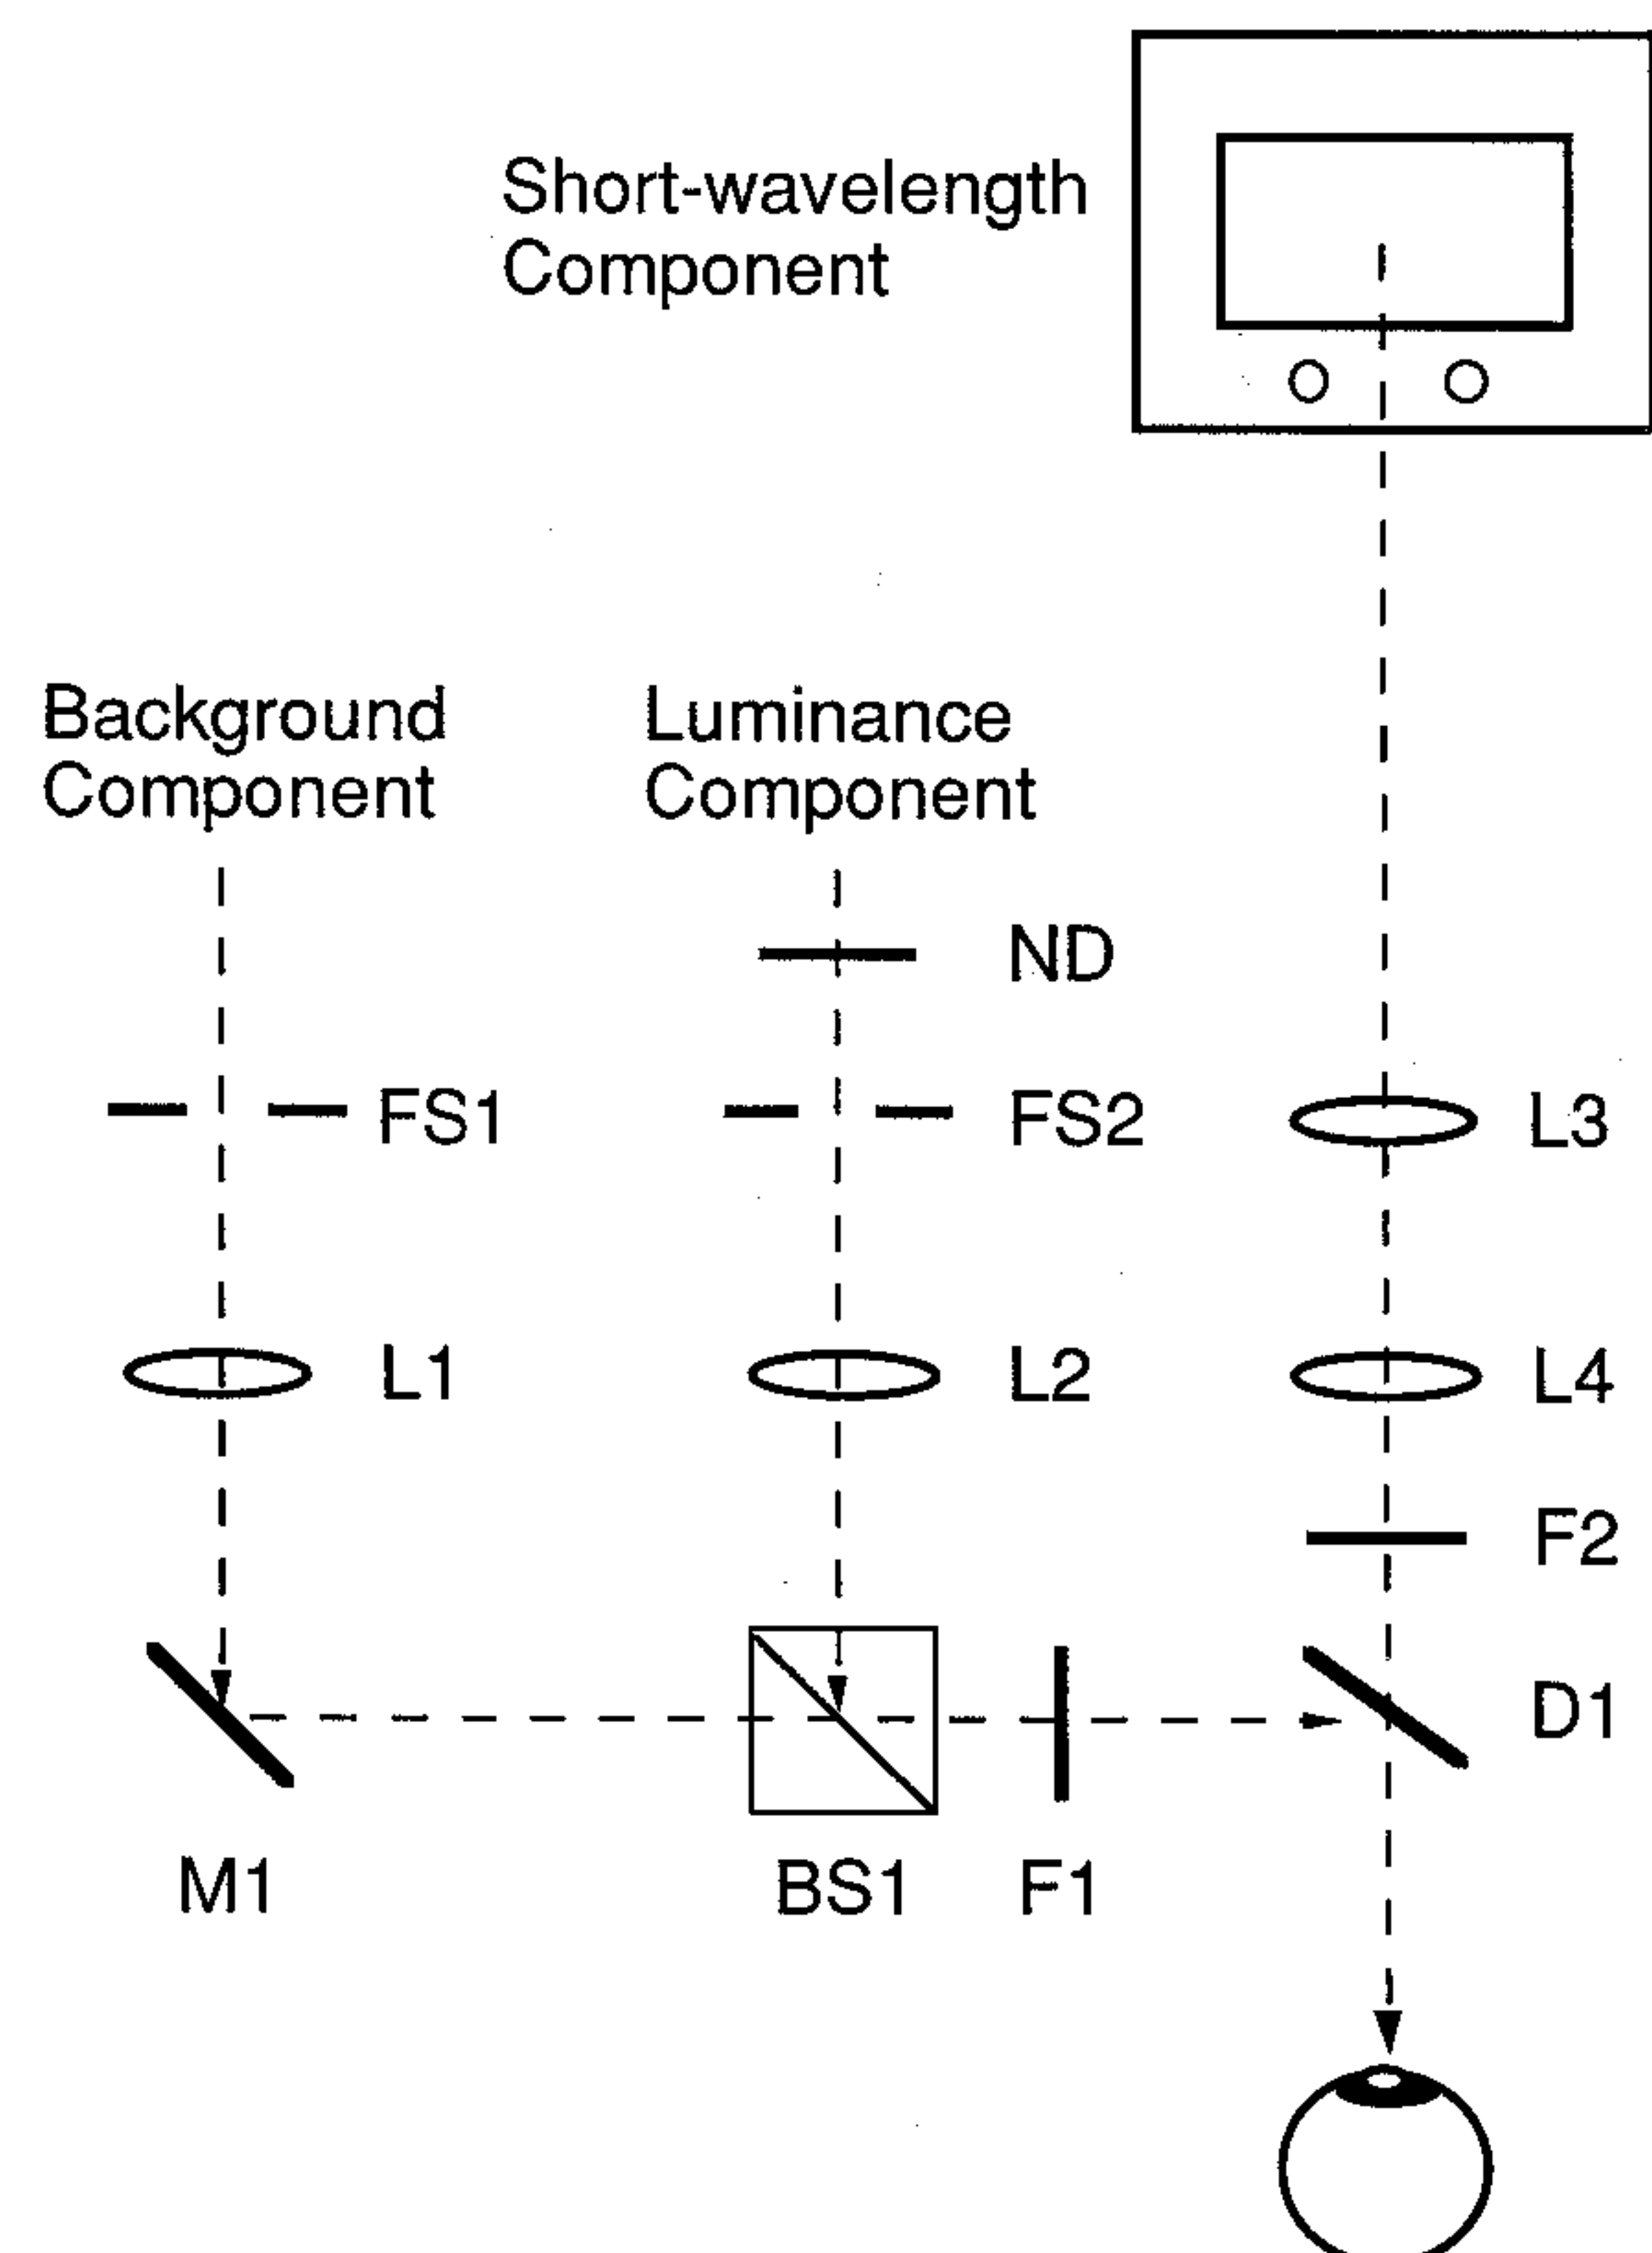 Short-wavelength
Component
Background
Component
Luminance
Component
ND
FS1
FS2
L3
L1
L2
L4
F2
D1
M1
BS1
F1